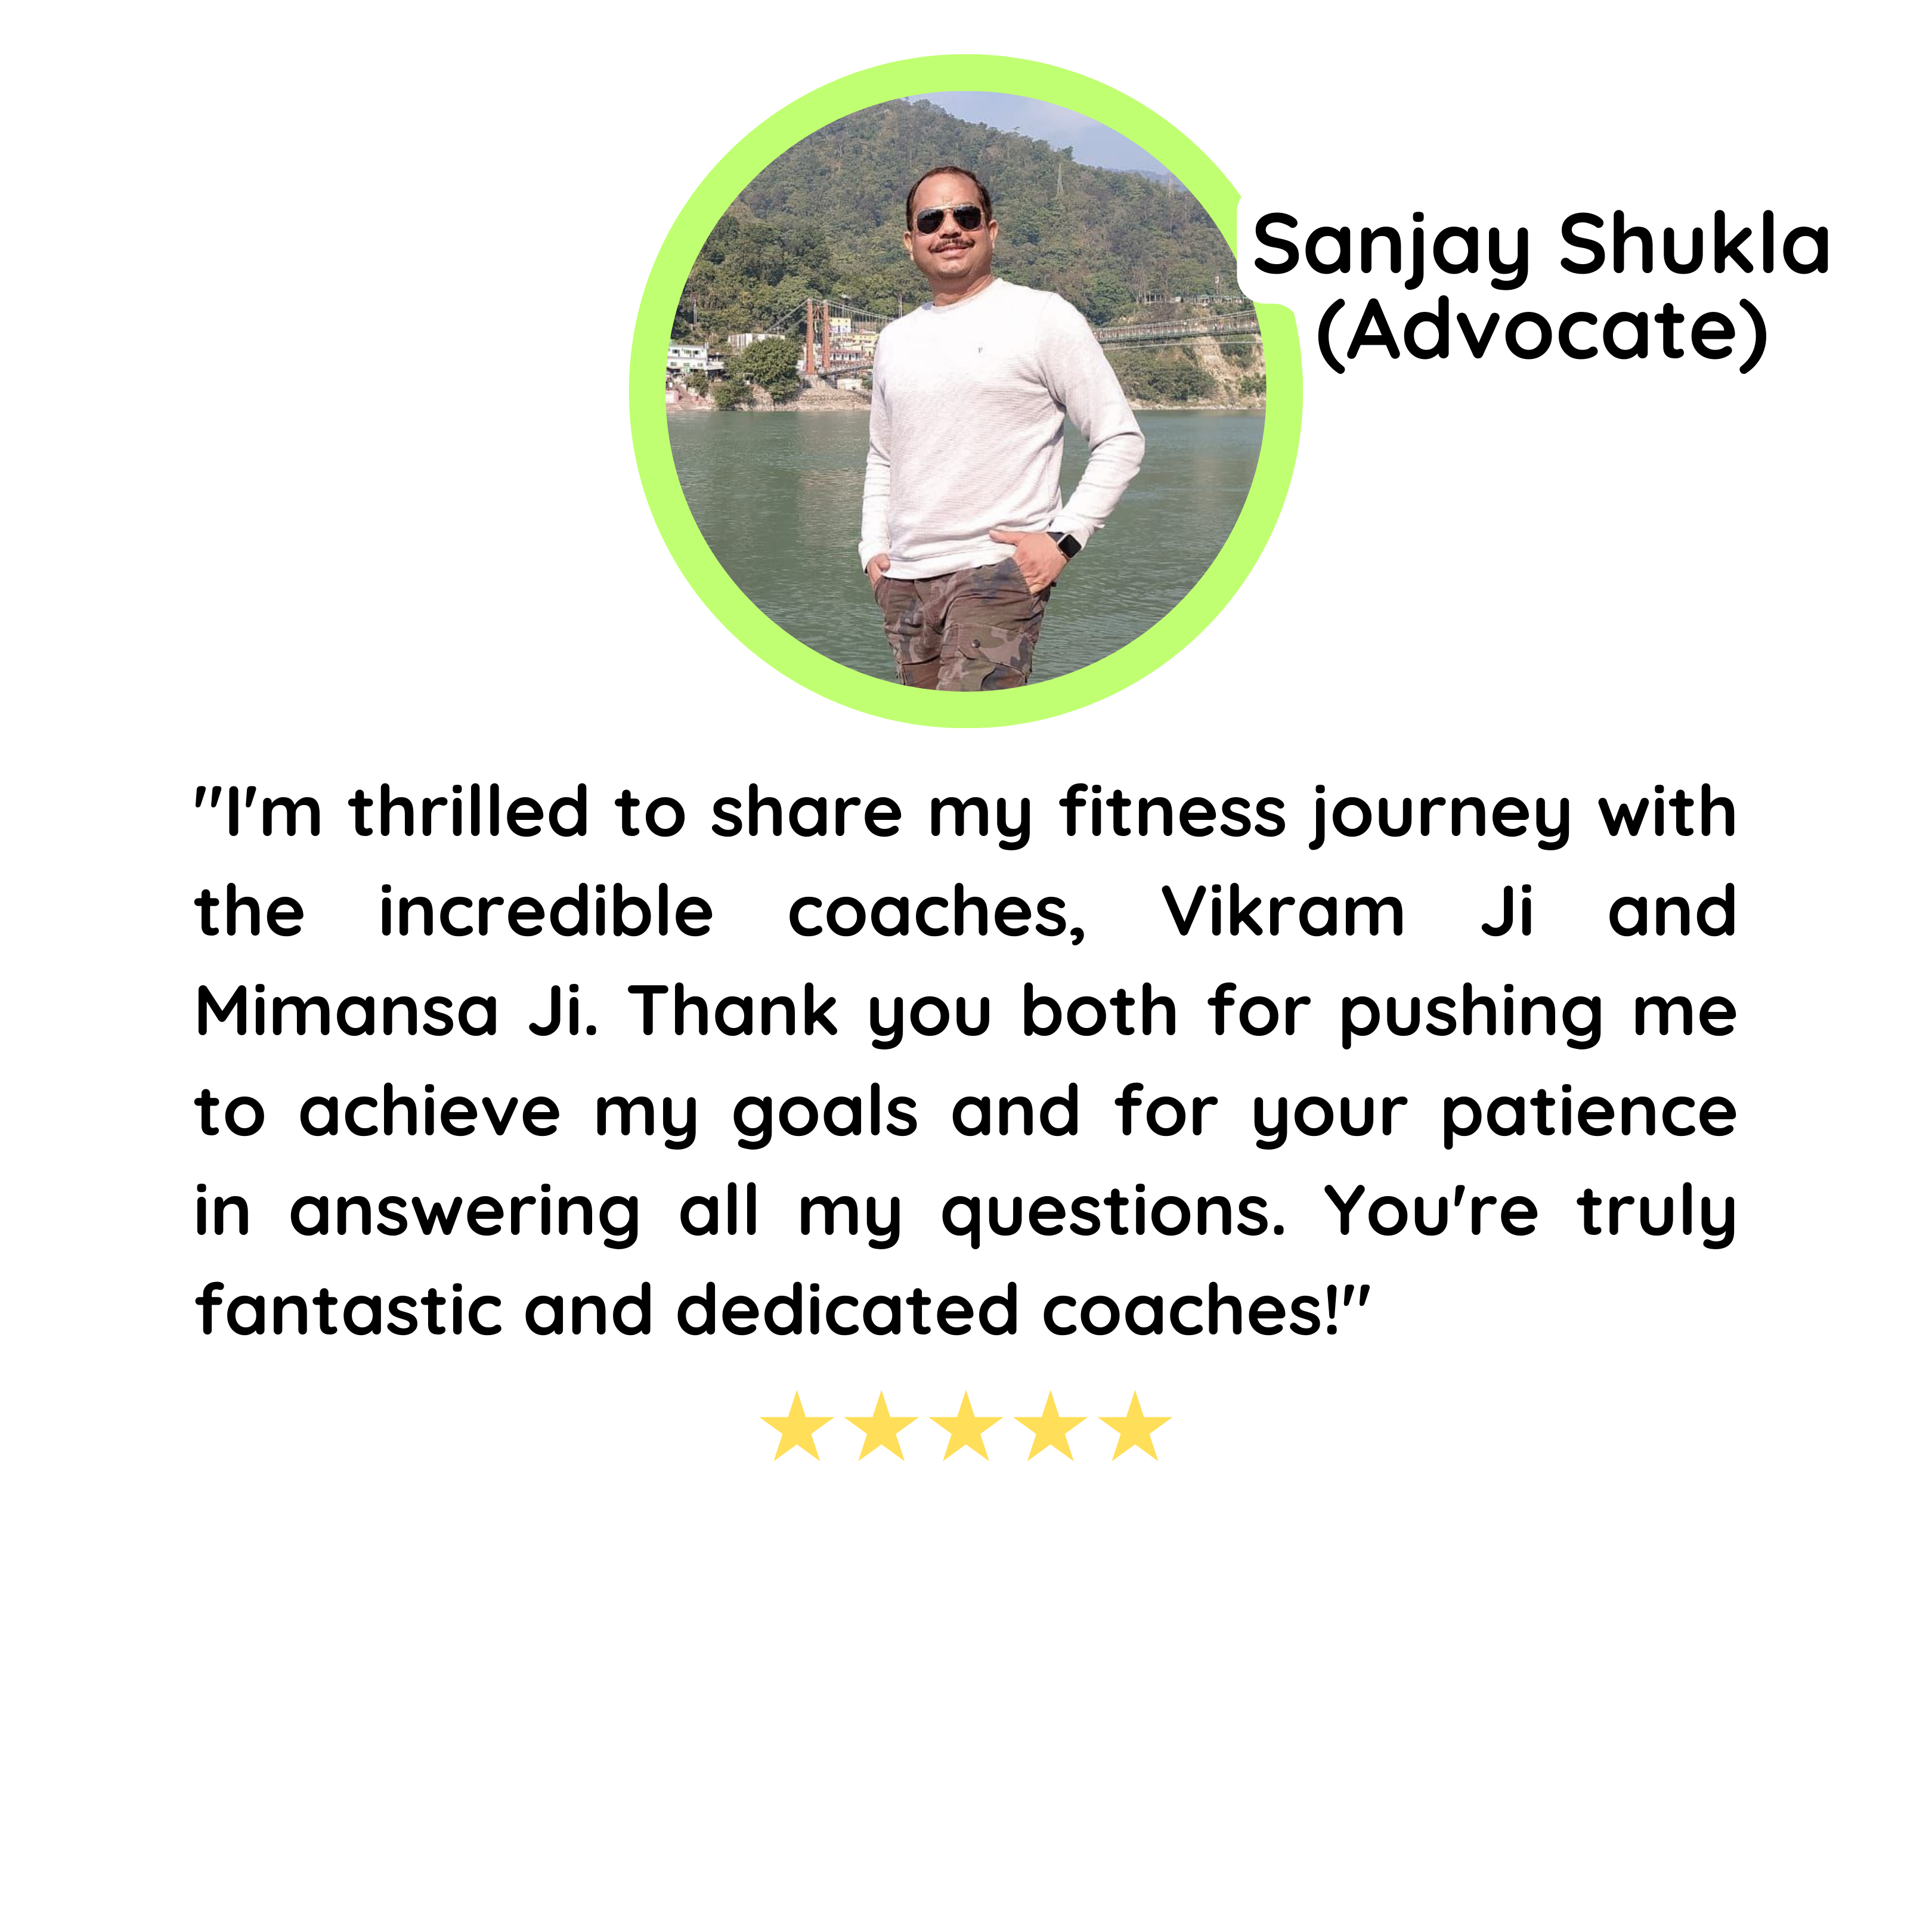 Sanjay Shukla
(Advocate)
"I'm thrilled to share my fitness journey with
the incredible coaches, Vikram Ji and
Mimansa Ji. Thank you both for pushing me
to achieve my goals and for your patience
in answering all my questions. You're truly
fantastic and dedicated coaches!"